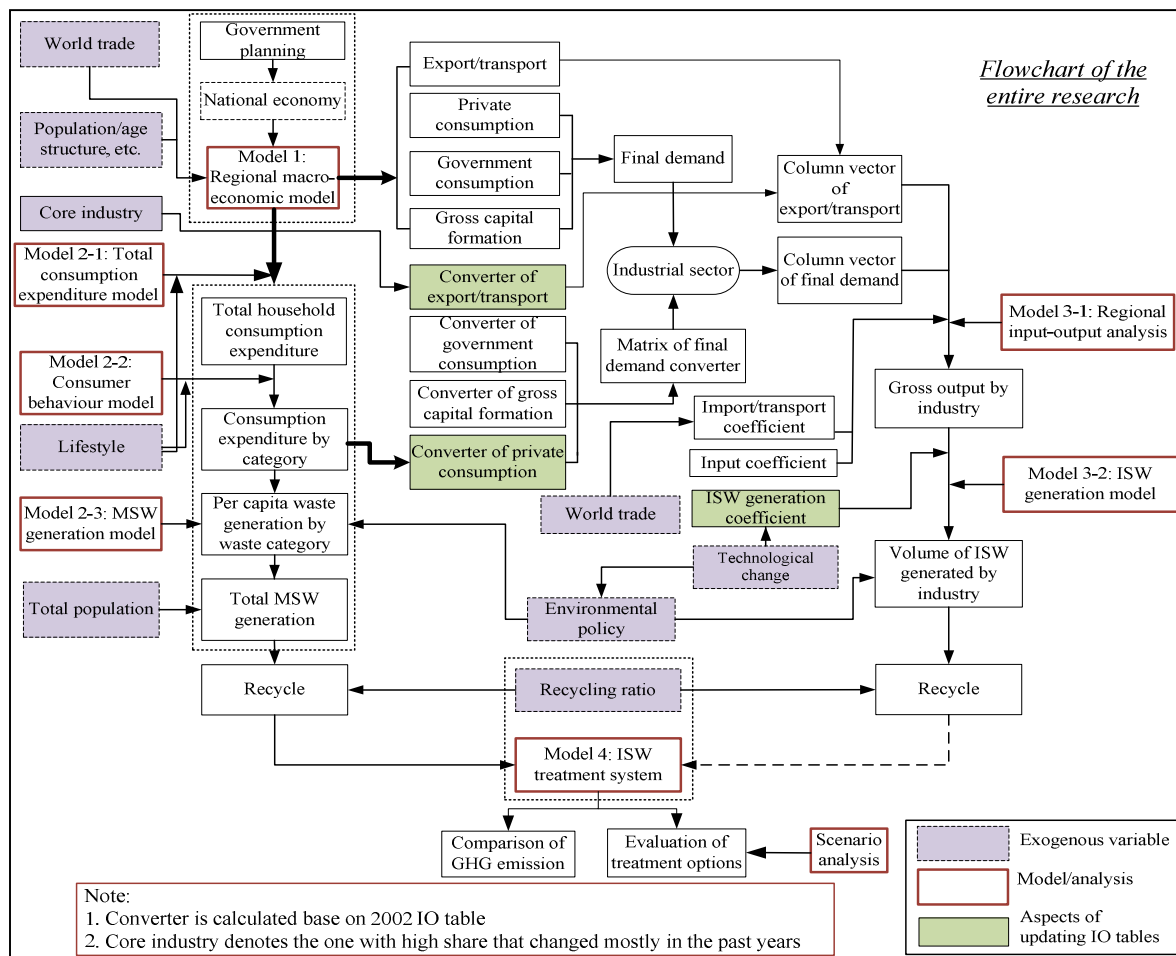 Flowchart of the
entire research
World trade
Government
planning
National economy
Population/age
structure, etc.
Model 1:
Regional macro-
economic model
Core industry
Model 2-1: Total
consumption
expenditure model
Export/transport
Private
consumption
Government
consumption
Gross capital
formation
Final demand
Column vector
of
export/transport
Converter of
export/transport
Industrial sector
Column vector
of final demand
Total household
consumption
expenditure
Converter of
government
consumption
Matrix of final
demand converter
Model 3-1: Regional
input-output analysis
Model 2-2:
Consumer
behaviour model
Converter of gross
capital formation
Gross output by
industry
Lifestyle
Consumption
expenditure by
category
Converter of private
consumption
Import/transport
coefficient
Input coefficient
Model 3-2: ISW
generation model
Model 2-3: MSW
generation model
Per capita waste
generation by
waste category
World trade
ISW generation
coefficient
Technological
change
Volume of ISW
generated by
industry
Total population
Total MSW
generation
Environmental
policy
Recycle
Recycling ratio
Recycle
Model 4: ISW
treatment system
Comparison of
GHG emission
Evaluation of
treatment options
Scenario
analysis
Exogenous variable
Model/analysis
Aspects of
updating IO tables
Note:
1. Converter is calculated base on 2002 IO table
2. Core industry denotes the one with high share that changed mostly in the past years